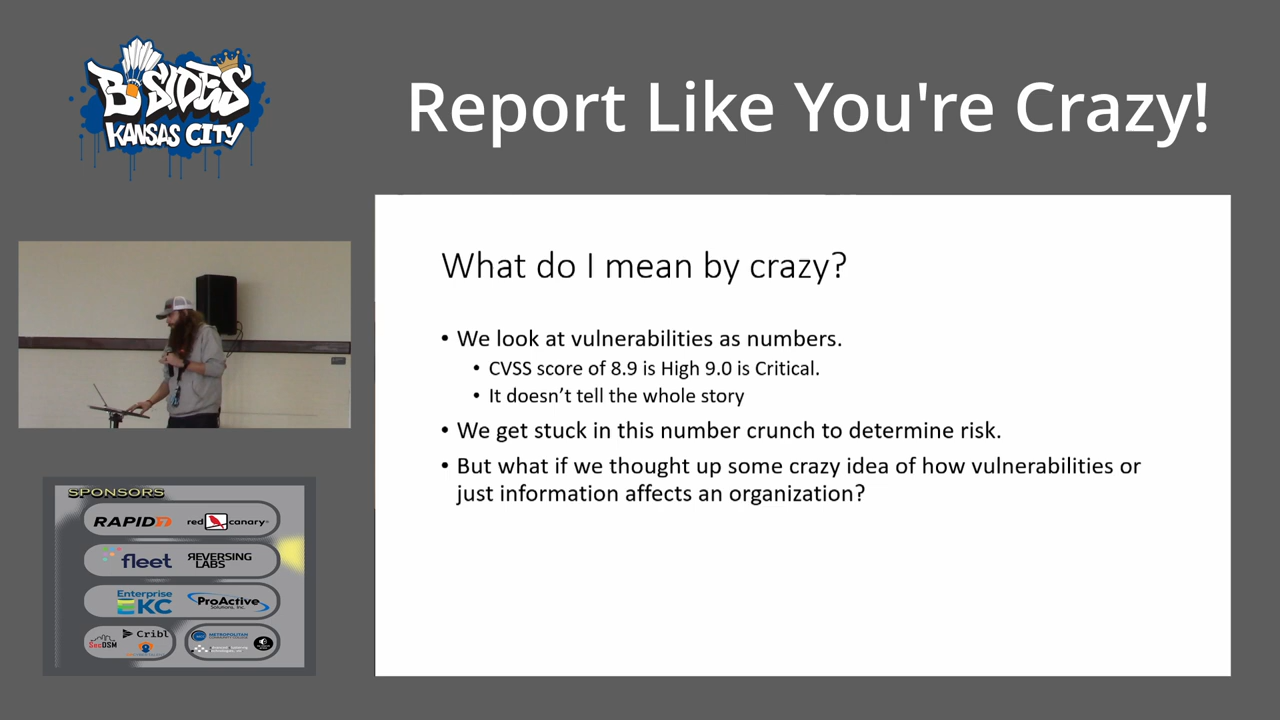 B SIDES
KANSAS CITY
Report Like You're Crazy!
What do I mean by crazy?
• We look at vulnerabilities as numbers.
• CVSS score of 8.9 is High 9.0 is Critical.
• It doesn’t tell the whole story
• We get stuck in this number crunch to determine risk.
• But what if we thought up some crazy idea of how vulnerabilities or
just information affects an organization?
SPONSORS
RAPID7 red canary
fleet REVERSING
LABS
Enterprise
KC ProActive
Solutions, Inc.
SecDSM Cribl
METROPOLITAN